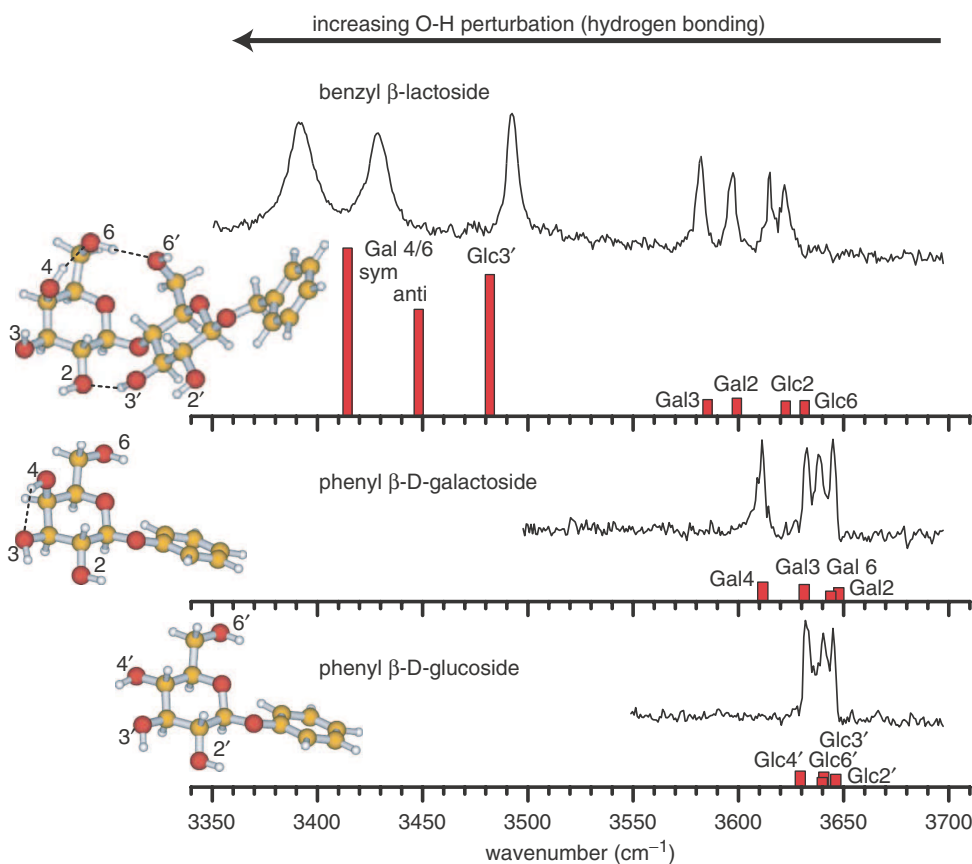 increasing O-H perturbation (hydrogen bonding)
benzyl β-lactoside
6
6′
4
3
2
3′
2′
Gal 4/6
sym
anti
Glc3′
Gal3
Gal2
Glc2
Glc6
phenyl β-D-galactoside
6
4
3
2
Gal4
Gal3
Gal 6
Gal2
phenyl β-D-glucoside
6′
4′
3′
2′
Glc3′
Glc4′
Glc6′
Glc2′
3350 3400 3450 3500 3550 3600 3650 3700
wavenumber (cm⁻¹)